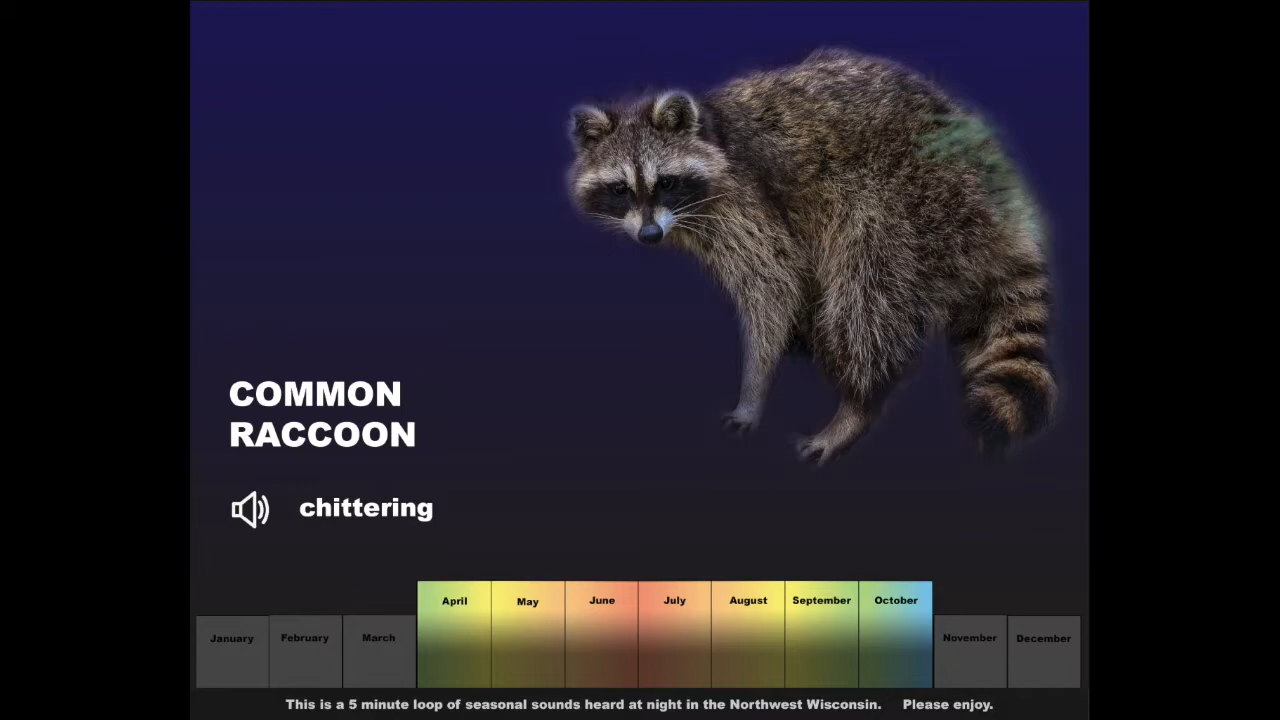 COMMON
RACCOON
chittering
April May June July August September October
January February March November December
This is a 5 minute loop of seasonal sounds heard at night in the Northwest Wisconsin. Please enjoy.